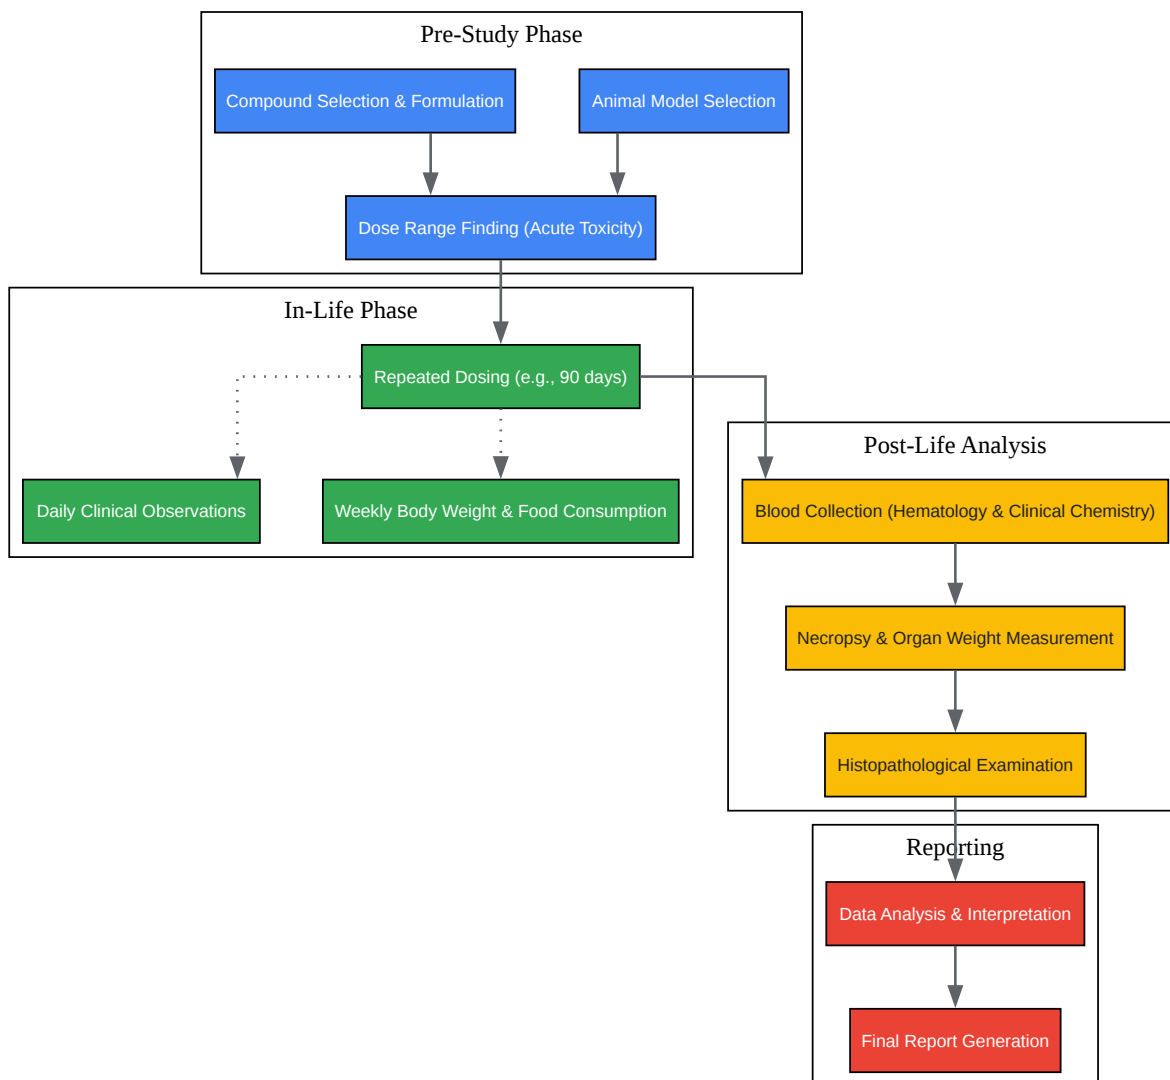 Pre-Study Phase
Compound Selection & Formulation
Animal Model Selection
Dose Range Finding (Acute Toxicity)
In-Life Phase
Repeated Dosing (e.g., 90 days)
Daily Clinical Observations
Weekly Body Weight & Food Consumption
Post-Life Analysis
Blood Collection (Hematology & Clinical Chemistry)
Necropsy & Organ Weight Measurement
Histopathological Examination
Reporting
Data Analysis & Interpretation
Final Report Generation